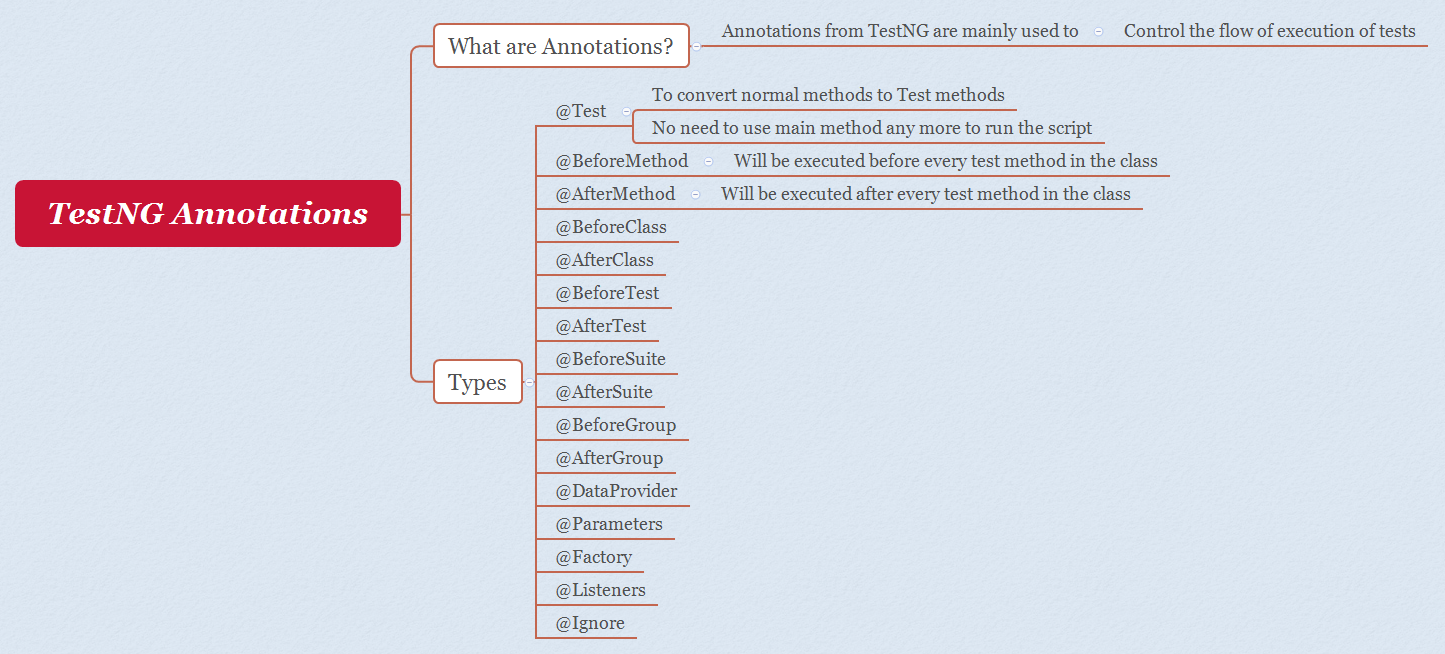 TestNG Annotations
What are Annotations?
Annotations from TestNG are mainly used to
Control the flow of execution of tests
Types
@Test
To convert normal methods to Test methods
No need to use main method any more to run the script
@BeforeMethod
Will be executed before every test method in the class
@AfterMethod
Will be executed after every test method in the class
@BeforeClass
@AfterClass
@BeforeTest
@AfterTest
@BeforeSuite
@AfterSuite
@BeforeGroup
@AfterGroup
@DataProvider
@Parameters
@Factory
@Listeners
@Ignore